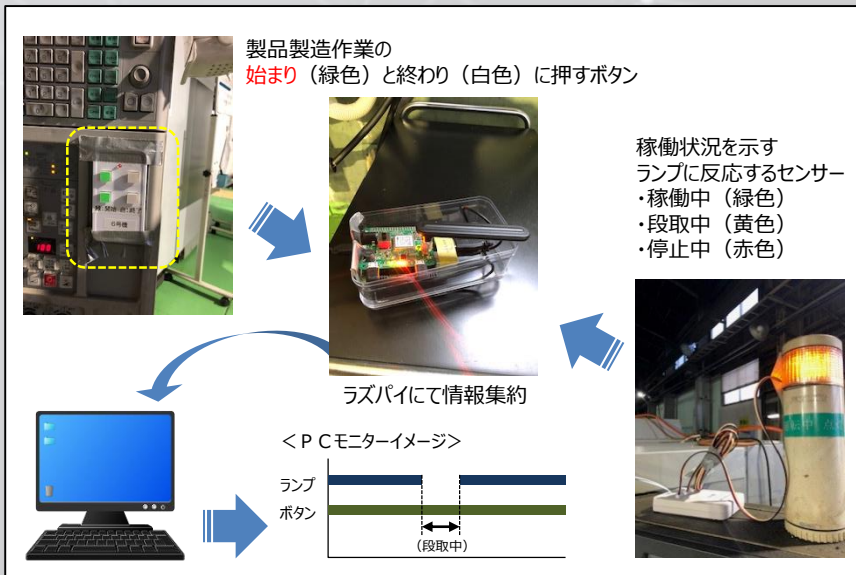 製品製造作業の
始まり（緑色）と終わり（白色）に押すボタン
稼働状況を示す
ランプに反応するセンサー
・稼働中（緑色）
・段取中（黄色）
・停止中（赤色）
6号機
ラズパイにて情報集約
＜ＰＣモニターイメージ＞
ランプ
ボタン
（段取中）